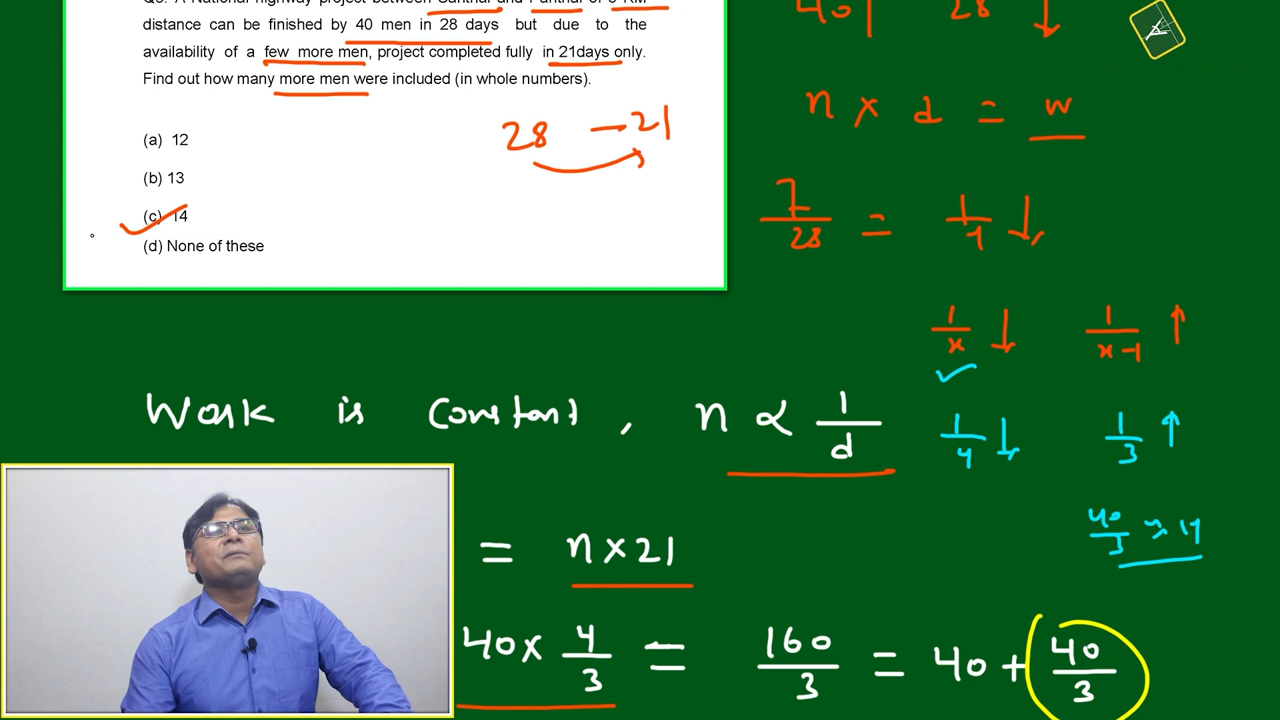 distance can be finished by 40 men in 28 days but due to the
availability of a few more men, project completed fully in 21days only.
Find out how many more men were included (in whole numbers).
(a) 12
(b) 13
(c) 14
(d) None of these
28 — 21
40 28 ↓
n × d = w
7/28 = 1/4 ↓
1/x ↓ 1/x-1 ↑
1/4 ↓ 1/3 ↑
40/3 ≈ 14
Work is constant, n ∝ 1/d
= n × 21
40 × 4/3 = 160/3 = 40 + 40/3